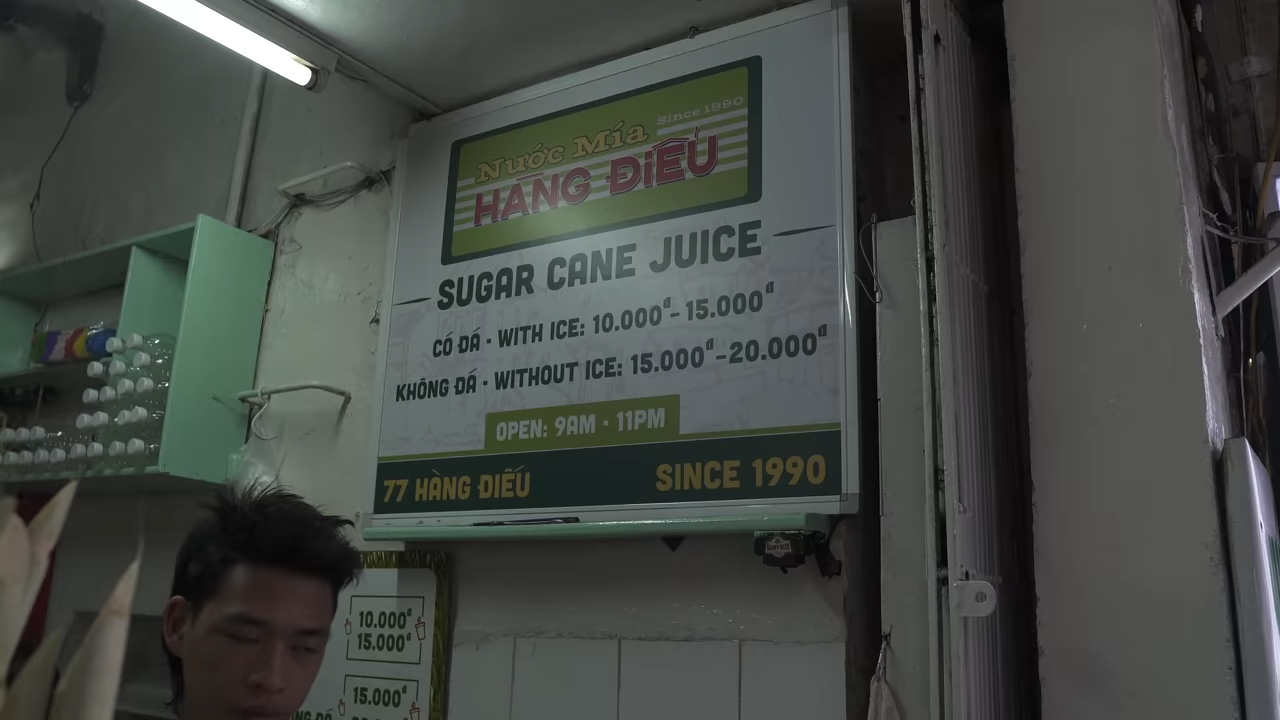 Since 1990
Nước Mía
HÀNG ĐIẾU
SUGAR CANE JUICE
CÓ ĐÁ · WITH ICE: 10.000đ - 15.000đ
KHÔNG ĐÁ · WITHOUT ICE: 15.000đ - 20.000đ
OPEN: 9AM · 11PM
77 HÀNG ĐIẾU
SINCE 1990
10.000đ
15.000đ
15.000đ